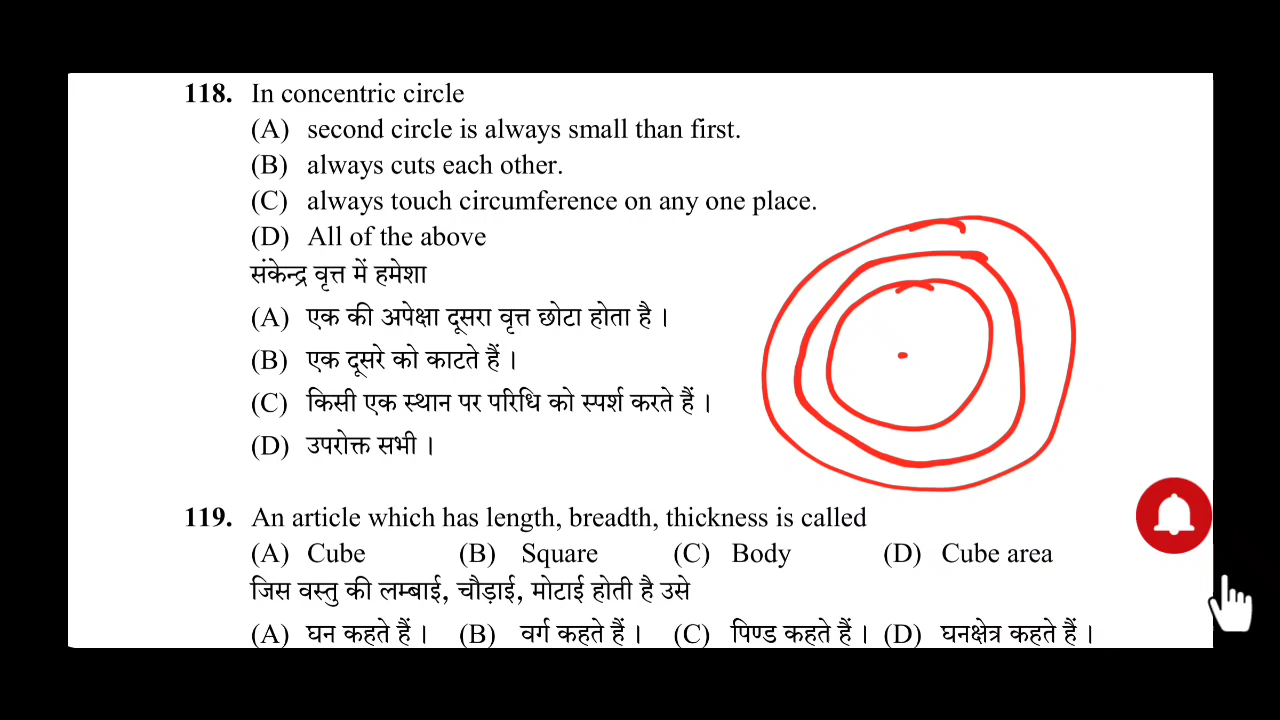 118. In concentric circle
(A) second circle is always small than first.
(B) always cuts each other.
(C) always touch circumference on any one place.
(D) All of the above
संकेन्द्र वृत्त में हमेशा
(A) एक की अपेक्षा दूसरा वृत्त छोटा होता है ।
(B) एक दूसरे को काटते हैं ।
(C) किसी एक स्थान पर परिधि को स्पर्श करते हैं ।
(D) उपरोक्त सभी ।
119. An article which has length, breadth, thickness is called
(A) Cube (B) Square (C) Body (D) Cube area
जिस वस्तु की लम्बाई, चौड़ाई, मोटाई होती है उसे
(A) घन कहते हैं । (B) वर्ग कहते हैं । (C) पिण्ड कहते हैं । (D) घनक्षेत्र कहते हैं ।